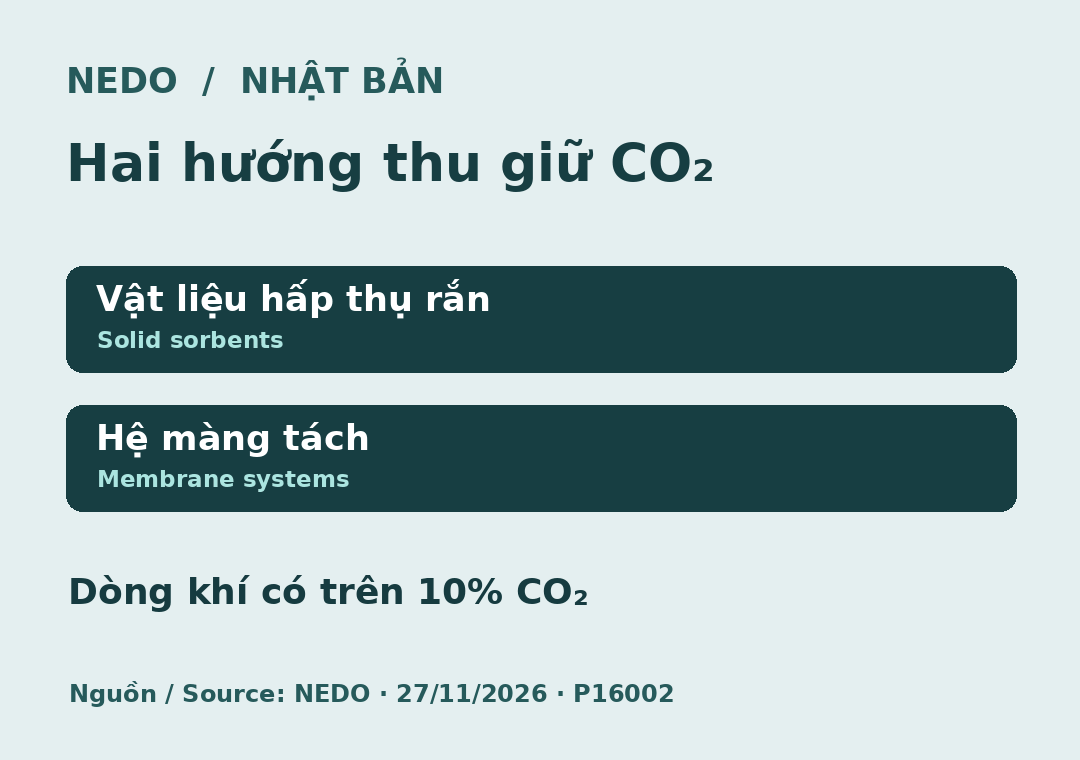 NEDO / NHẬT BẢN
Hai hướng thu giữ CO₂
Vật liệu hấp thụ rắn
Solid sorbents
Hệ màng tách
Membrane systems
Dòng khí có trên 10% CO₂
Nguồn / Source: NEDO · 27/11/2026 · P16002